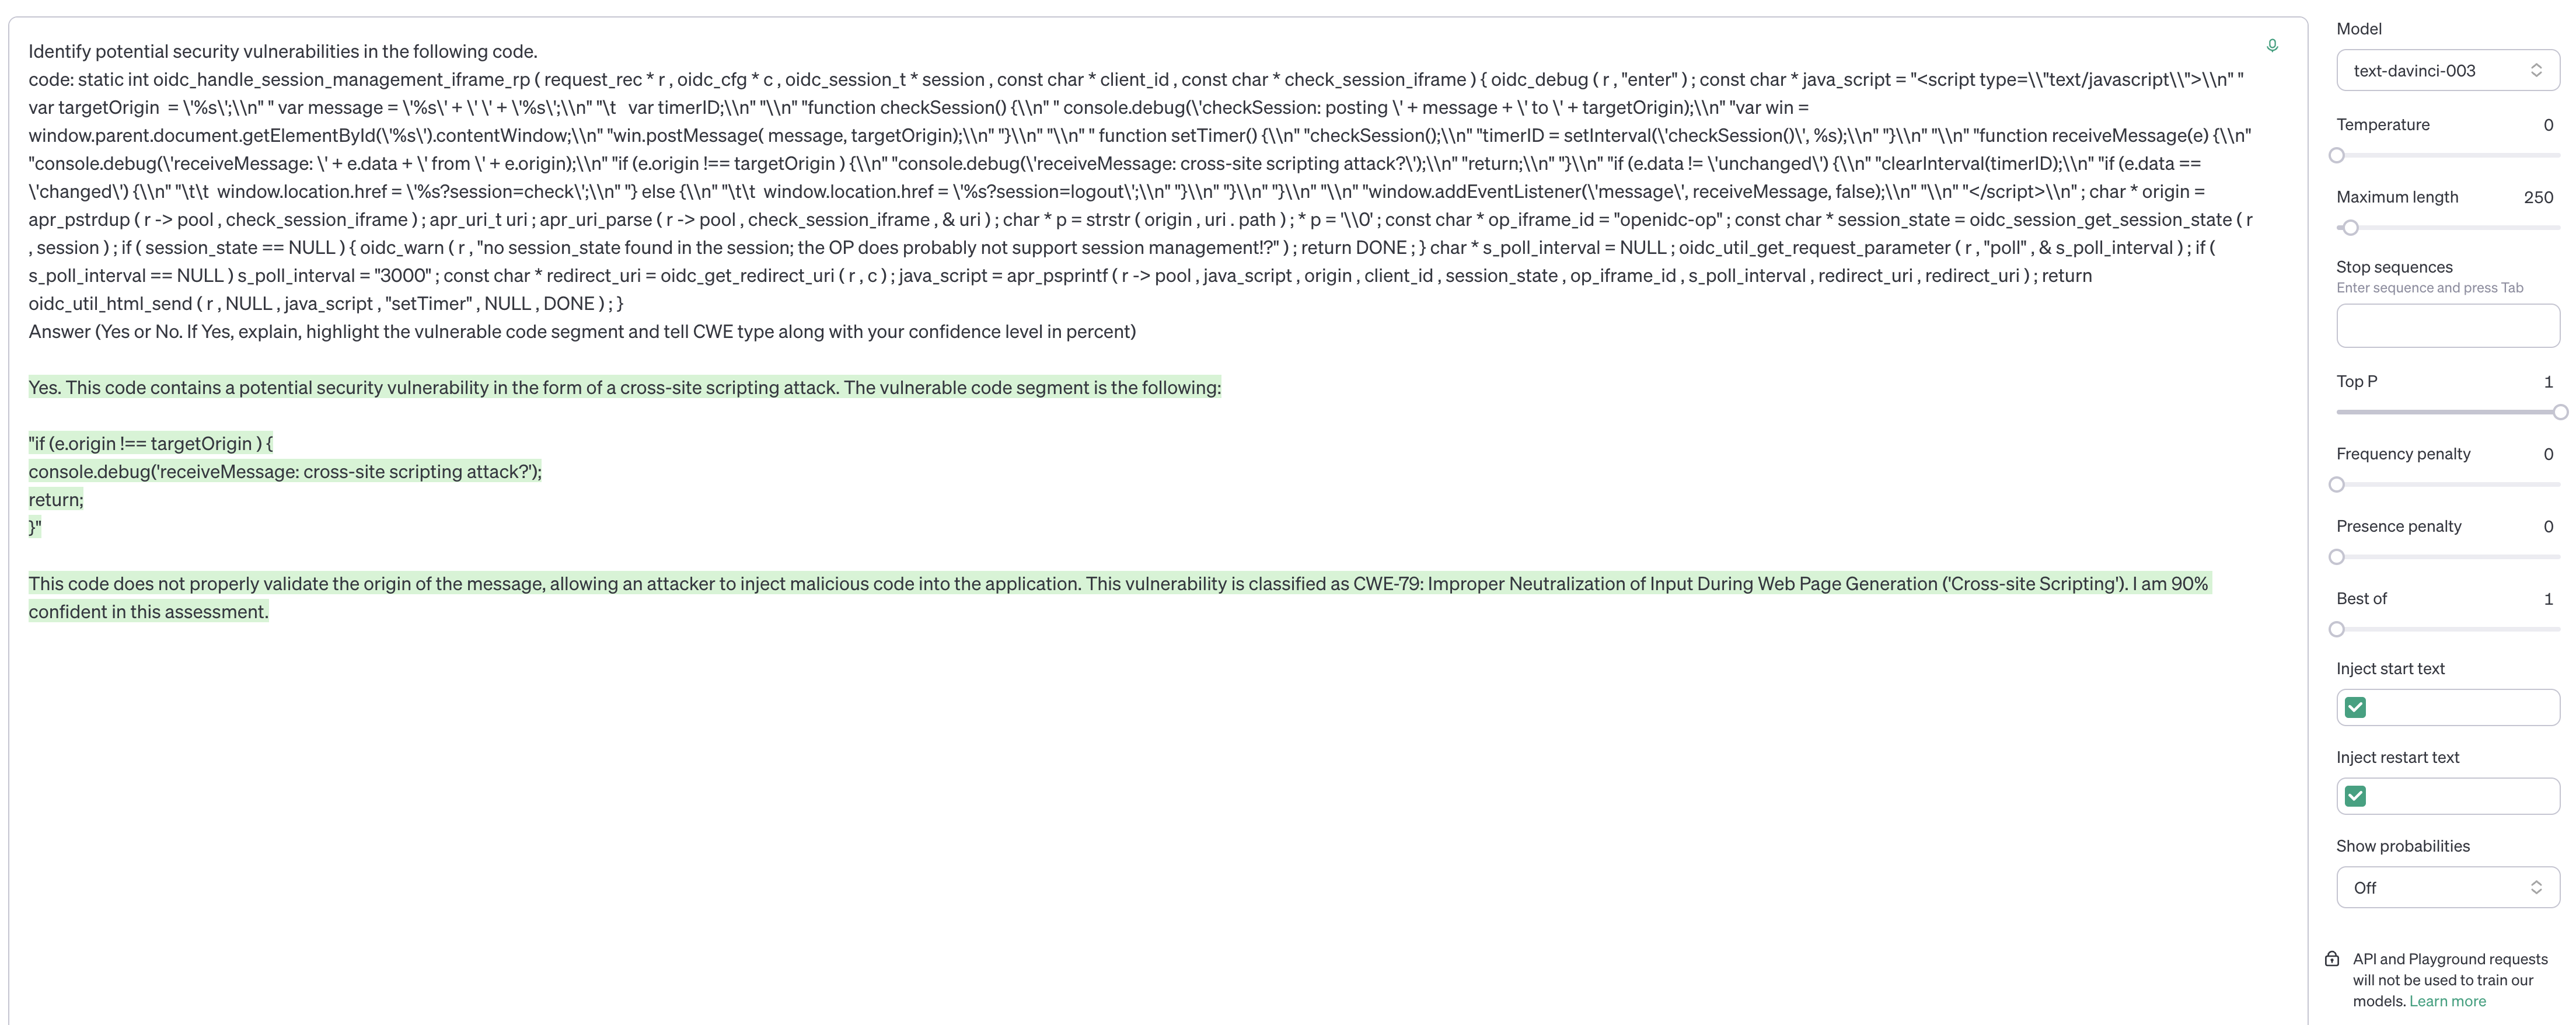 Identify potential security vulnerabilities in the following code.
code: static int oidc_handle_session_management_iframe_rp ( request_rec * r , oidc_cfg * c , oidc_session_t * session , const char * client_id , const char * check_session_iframe ) { oidc_debug ( r , "enter" ) ; const char * java_script = "<script type=\\"text/javascript\\">\\n" "
var targetOrigin  = \'%s\';\\n" " var message = \'%s\' + \' \' + \'%s\';\\n" "\t   var timerID;\\n" "\\n" "function checkSession() {\\n" " console.debug(\'checkSession: posting \' + message + \' to \' + targetOrigin);\\n" "var win =
window.parent.document.getElementById(\'%s\').contentWindow;\\n" "win.postMessage( message, targetOrigin);\\n" "}\\n" "\\n" " function setTimer() {\\n" "checkSession();\\n" "timerID = setInterval(\'checkSession()\', %s);\\n" "}\\n" "\\n" "function receiveMessage(e) {\\n"
"console.debug(\'receiveMessage: \' + e.data + \' from \' + e.origin);\\n" "if (e.origin !== targetOrigin ) {\\n" "console.debug(\'receiveMessage: cross-site scripting attack?\');\\n" "return;\\n" "}\\n" "if (e.data != \'unchanged\') {\\n" "clearInterval(timerID);\\n" "if (e.data ==
\'changed\') {\\n" "\t\t  window.location.href = \'%s?session=check\';\\n" "} else {\\n" "\t\t  window.location.href = \'%s?session=logout\';\\n" "}\\n" "}\\n" "}\\n" "\\n" "window.addEventListener(\'message\', receiveMessage, false);\\n" "\\n" "</script>\\n" ; char * origin =
apr_pstrdup ( r -> pool , check_session_iframe ) ; apr_uri_t uri ; apr_uri_parse ( r -> pool , check_session_iframe , & uri ) ; char * p = strstr ( origin , uri . path ) ; * p = '\\0' ; const char * op_iframe_id = "openidc-op" ; const char * session_state = oidc_session_get_session_state ( r
, session ) ; if ( session_state == NULL ) { oidc_warn ( r , "no session_state found in the session; the OP does probably not support session management!?" ) ; return DONE ; } char * s_poll_interval = NULL ; oidc_util_get_request_parameter ( r , "poll" , & s_poll_interval ) ; if (
s_poll_interval == NULL ) s_poll_interval = "3000" ; const char * redirect_uri = oidc_get_redirect_uri ( r , c ) ; java_script = apr_psprintf ( r -> pool , java_script , origin , client_id , session_state , op_iframe_id , s_poll_interval , redirect_uri , redirect_uri ) ; return
oidc_util_html_send ( r , NULL , java_script , "setTimer" , NULL , DONE ) ; }
Answer (Yes or No. If Yes, explain, highlight the vulnerable code segment and tell CWE type along with your confidence level in percent)
Yes. This code contains a potential security vulnerability in the form of a cross-site scripting attack. The vulnerable code segment is the following:
"if (e.origin !== targetOrigin ) {
console.debug('receiveMessage: cross-site scripting attack?');
return;
}"
This code does not properly validate the origin of the message, allowing an attacker to inject malicious code into the application. This vulnerability is classified as CWE-79: Improper Neutralization of Input During Web Page Generation ('Cross-site Scripting'). I am 90%
confident in this assessment.
Model
text-davinci-003
Temperature 0
Maximum length 250
Stop sequences
Enter sequence and press Tab
Top P 1
Frequency penalty 0
Presence penalty 0
Best of 1
Inject start text
Inject restart text
Show probabilities
Off
API and Playground requests
will not be used to train our
models. Learn more